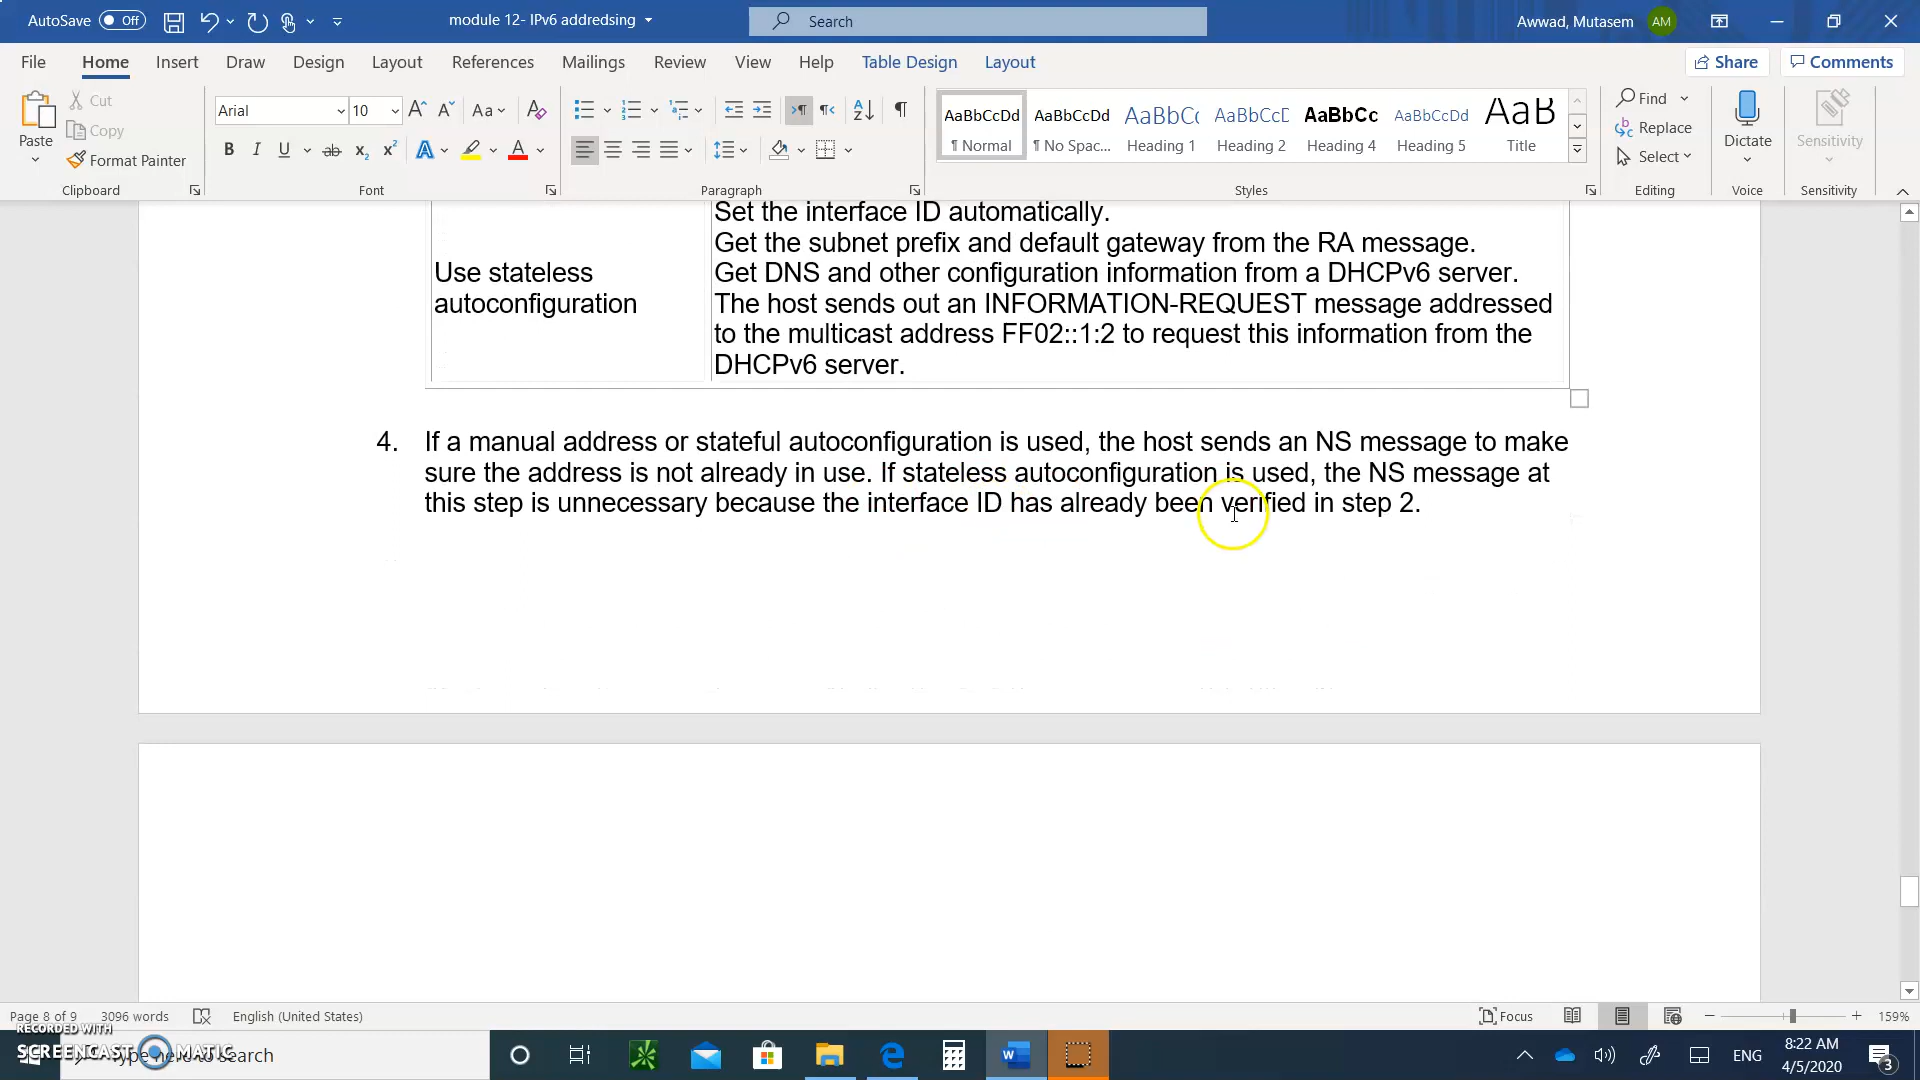 AutoSave Off
module 12- IPv6 addredsing
Search
Awwad, Mutasem AM
File Home Insert Draw Design Layout References Mailings Review View Help Table Design Layout
Share Comments
Paste
Cut
Copy
Format Painter
Clipboard
Arial 10
Font
Paragraph
AaBbCcDd AaBbCcDd AaBbCc AaBbCcD AaBbCc AaBbCcDd AaB
¶ Normal ¶ No Spac... Heading 1 Heading 2 Heading 4 Heading 5 Title
Styles
Find
Replace
Select
Editing
Dictate
Voice
Sensitivity
Sensitivity
Set the interface ID automatically.
Get the subnet prefix and default gateway from the RA message.
Use stateless
autoconfiguration
Get DNS and other configuration information from a DHCPv6 server.
The host sends out an INFORMATION-REQUEST message addressed
to the multicast address FF02::1:2 to request this information from the
DHCPv6 server.
4. If a manual address or stateful autoconfiguration is used, the host sends an NS message to make
sure the address is not already in use. If stateless autoconfiguration is used, the NS message at
this step is unnecessary because the interface ID has already been verified in step 2.
Page 8 of 9 3096 words English (United States)
Focus
159%
RECORDED WITH
SCREENCAST MATIC
Type here to search
ENG
8:22 AM
4/5/2020
3